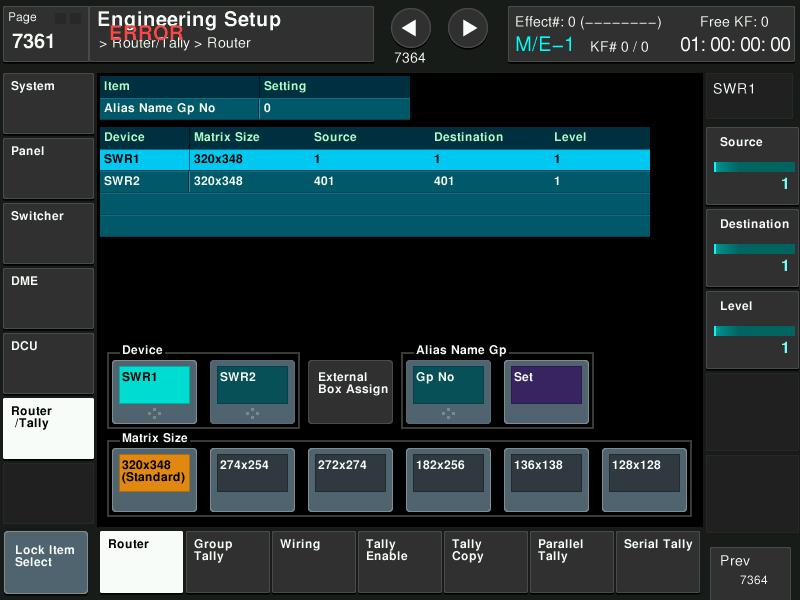 Page
7361
Engineering Setup
ERROR
> Router/Tally > Router
7364
Effect#: 0 (--------)
Free KF: 0
M/E-1
KF# 0 / 0
01: 00: 00: 00
System
Panel
Switcher
DME
DCU
Router
/Tally
Item
Setting
Alias Name Gp No
0
Device
Matrix Size
Source
Destination
Level
SWR1
320x348
1
1
1
SWR2
320x348
401
401
1
SWR1
Source
1
Destination
1
Level
1
Device
SWR1
SWR2
External
Box Assign
Alias Name Gp
Gp No
Set
Matrix Size
320x348
(Standard)
274x254
272x274
182x256
136x138
128x128
Lock Item
Select
Router
Group
Tally
Wiring
Tally
Enable
Tally
Copy
Parallel
Tally
Serial Tally
Prev
7364